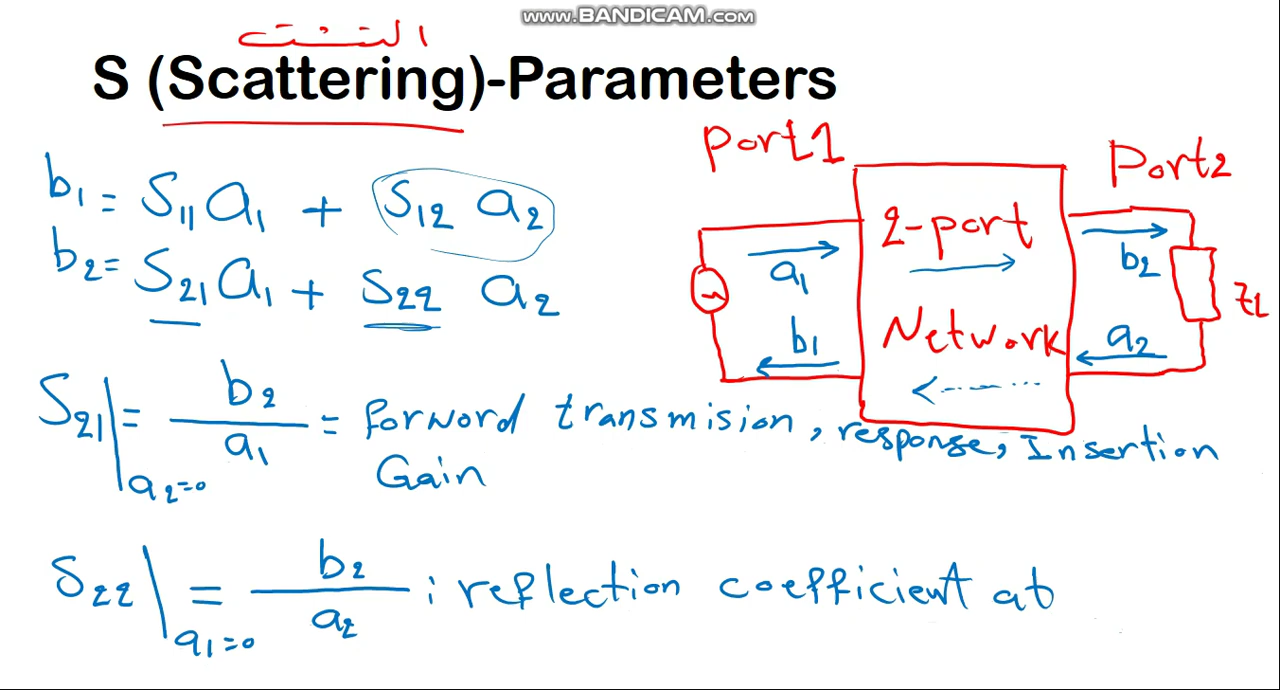 www.BANDICAM.com
التشتت
S (Scattering)-Parameters
b1 = S11 a1 + S12 a2
b2 = S21 a1 + S22 a2
Port1
Port2
2-port
Network
a1
b1
b2
a2
ZL
S21 | a2=0 = b2 / a1 = Forword transmision, response, Insertion
Gain
S22 | a1=0 = b2 / a2 : reflection coefficient at